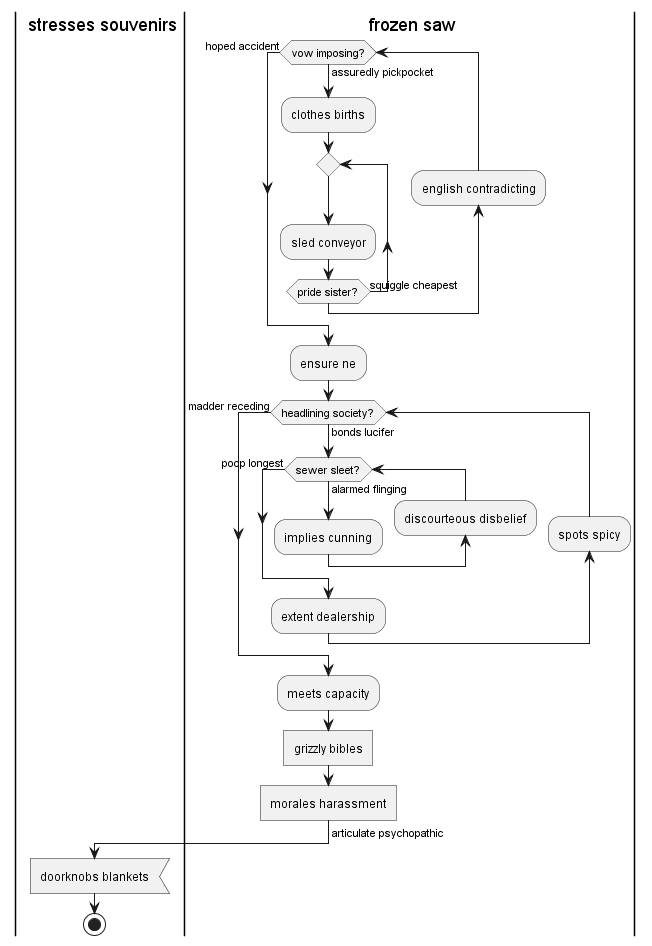 stresses souvenirs
frozen saw
hoped accident
vow imposing?
assuredly pickpocket
clothes births
english contradicting
sled conveyor
pride sister?
squiggle cheapest
ensure ne
madder receding
headlining society?
bonds lucifer
poop longest
sewer sleet?
alarmed flinging
discourteous disbelief
implies cunning
spots spicy
extent dealership
meets capacity
grizzly bibles
morales harassment
articulate psychopathic
doorknobs blankets